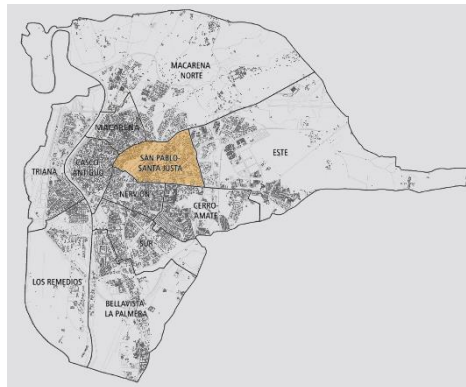 MACARENA
NORTE
MACARENA
SAN PABLO-
SANTA JUSTA
ESTE
CASCO
ANTIGUO
TRIANA
NERVIÓN
CERRO
AMATE
SUR
LOS REMEDIOS
BELLAVISTA
LA PALMERA